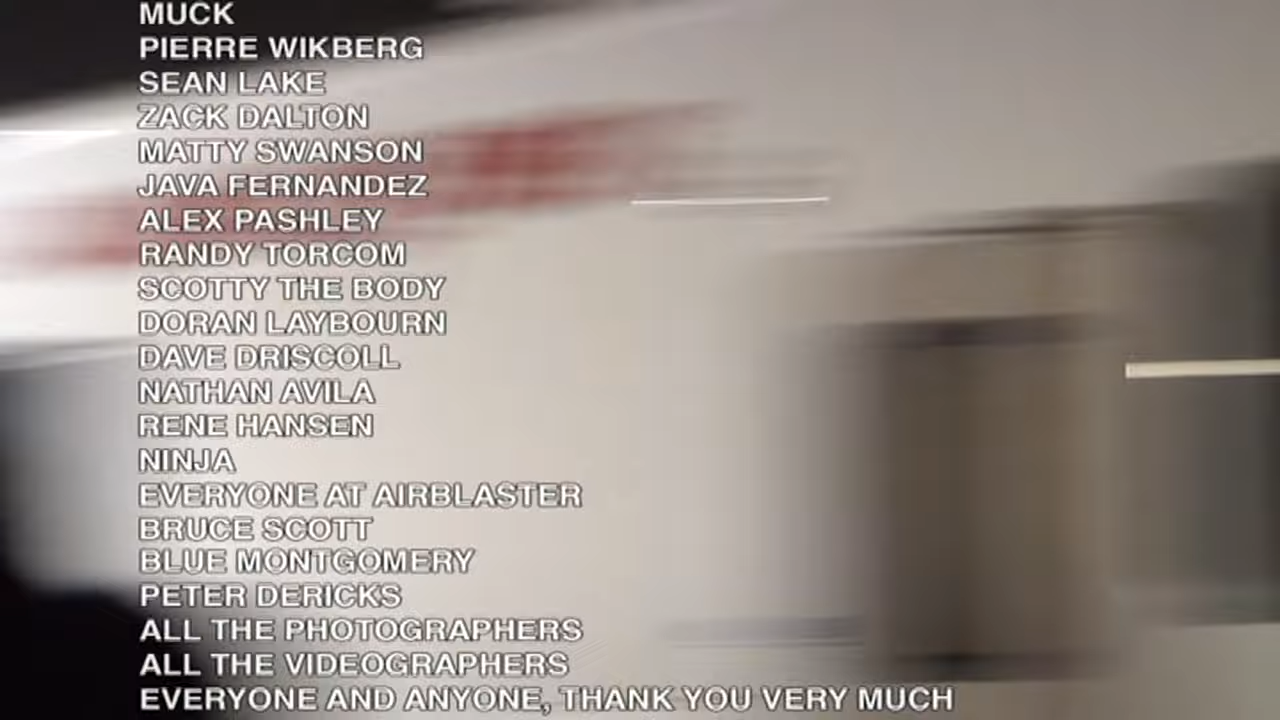 MUCK
PIERRE WIKBERG
SEAN LAKE
ZACK DALTON
MATTY SWANSON
JAVA FERNANDEZ
ALEX PASHLEY
RANDY TORCOM
SCOTTY THE BODY
DORAN LAYBOURN
DAVE DRISCOLL
NATHAN AVILA
RENE HANSEN
NINJA
EVERYONE AT AIRBLASTER
BRUCE SCOTT
BLUE MONTGOMERY
PETER DERICKS
ALL THE PHOTOGRAPHERS
ALL THE VIDEOGRAPHERS
EVERYONE AND ANYONE, THANK YOU VERY MUCH